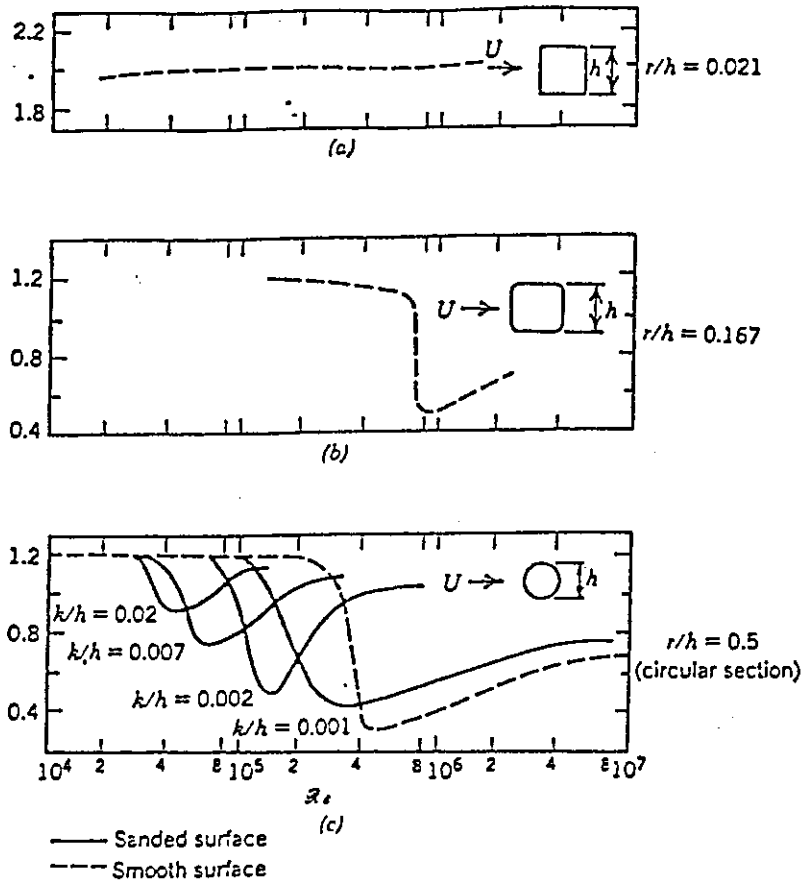 2.2
1.8
U
h
r/h = 0.021
(a)
1.2
0.8
0.4
U
h
r/h = 0.167
(b)
1.2
0.8
0.4
U
h
r/h = 0.5
(circular section)
k/h = 0.02
k/h = 0.007
k/h = 0.002
k/h = 0.001
10⁴ 2 4 8 10⁵ 2 4 8 10⁶ 2 4 8 10⁷
(c)
Sanded surface
Smooth surface